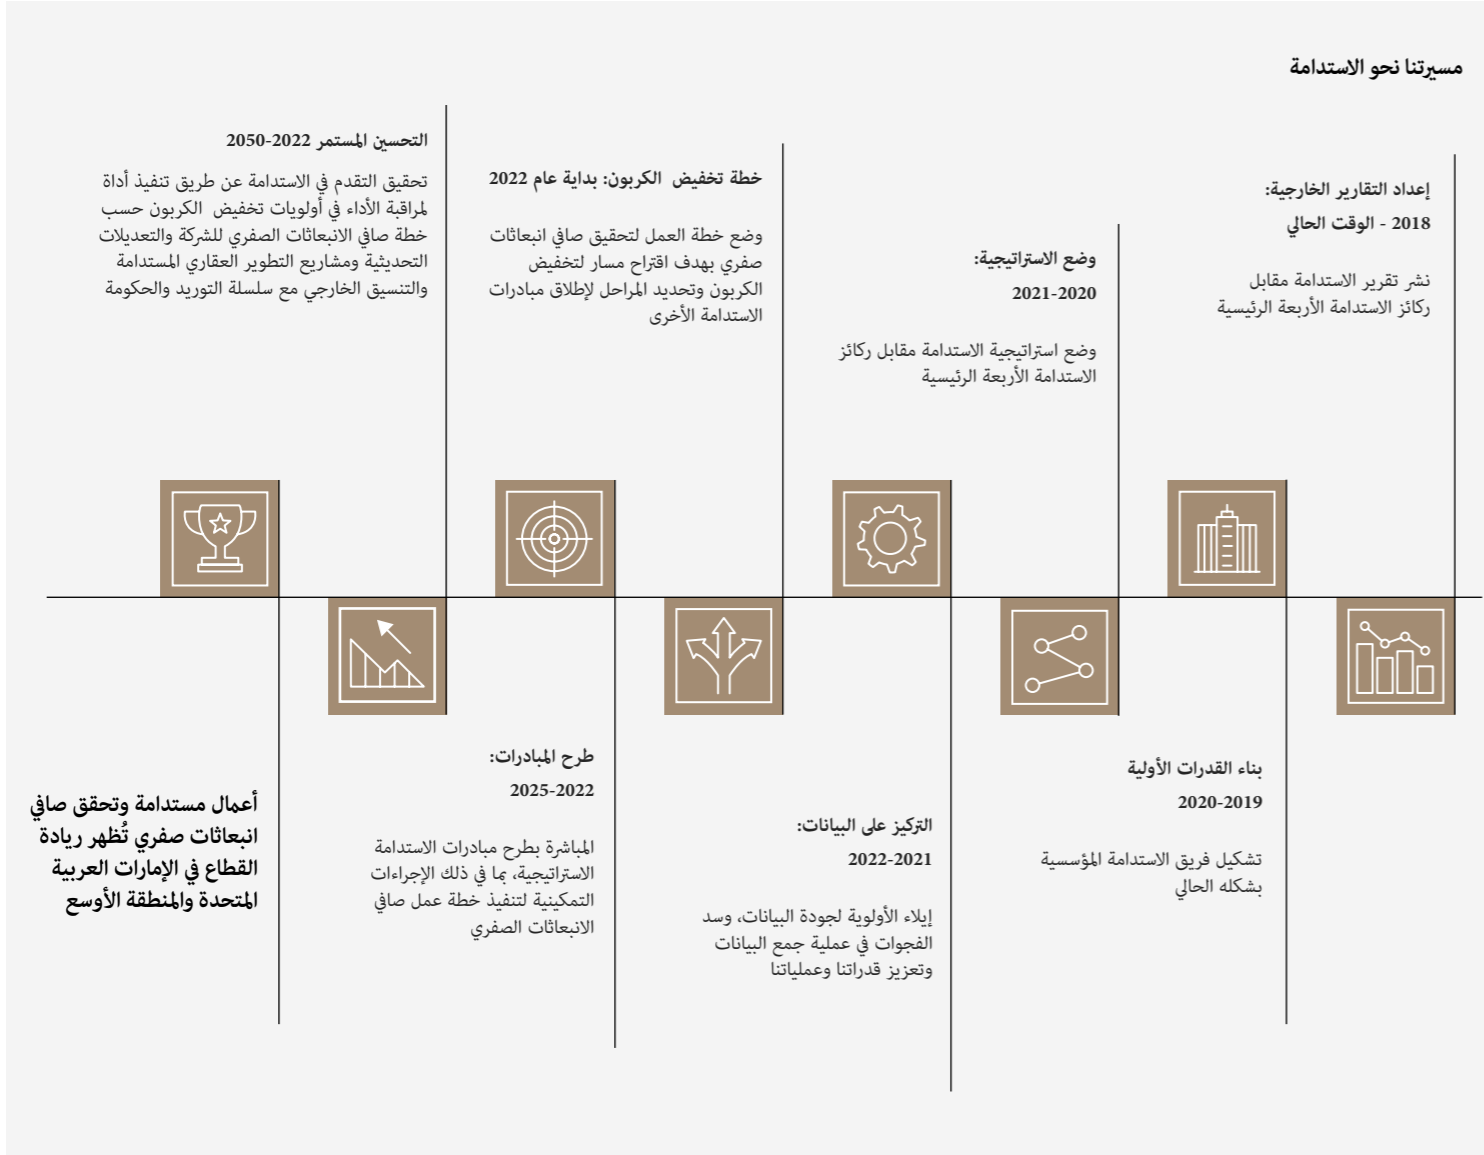 مسيرتنا نحو الاستدامة
إعداد التقارير الخارجية:
2018 - الوقت الحالي
نشر تقرير الاستدامة مقابل
ركائز الاستدامة الأربعة الرئيسية
بناء القدرات الأولية
2020-2019
تشكيل فريق الاستدامة المؤسسية
بشكله الحالي
وضع الاستراتيجية:
2021-2020
وضع استراتيجية الاستدامة مقابل ركائز
الاستدامة الأربعة الرئيسية
التركيز على البيانات:
2022-2021
إيلاء الأولوية لجودة البيانات، وسد
الفجوات في عملية جمع البيانات
وتعزيز قدراتنا وعملياتنا
خطة تخفيض الكربون: بداية عام 2022
وضع خطة العمل لتحقيق صافي انبعاثات
صفري بهدف اقتراح مسار لتخفيض
الكربون وتحديد المراحل لإطلاق مبادرات
الاستدامة الأخرى
طرح المبادرات:
2025-2022
المباشرة بطرح مبادرات الاستدامة
الاستراتيجية، بما في ذلك الإجراءات
التمكينية لتنفيذ خطة عمل صافي
الانبعاثات الصفري
التحسين المستمر 2022-2050
تحقيق التقدم في الاستدامة عن طريق تنفيذ أداة
لمراقبة الأداء في أولويات تخفيض الكربون حسب
خطة صافي الانبعاثات الصفري للشركة والتعديلات
التحديثية ومشاريع التطوير العقاري المستدامة
والتنسيق الخارجي مع سلسلة التوريد والحكومة
أعمال مستدامة وتحقق صافي
انبعاثات صفري تُظهر ريادة
القطاع في الإمارات العربية
المتحدة والمنطقة الأوسع